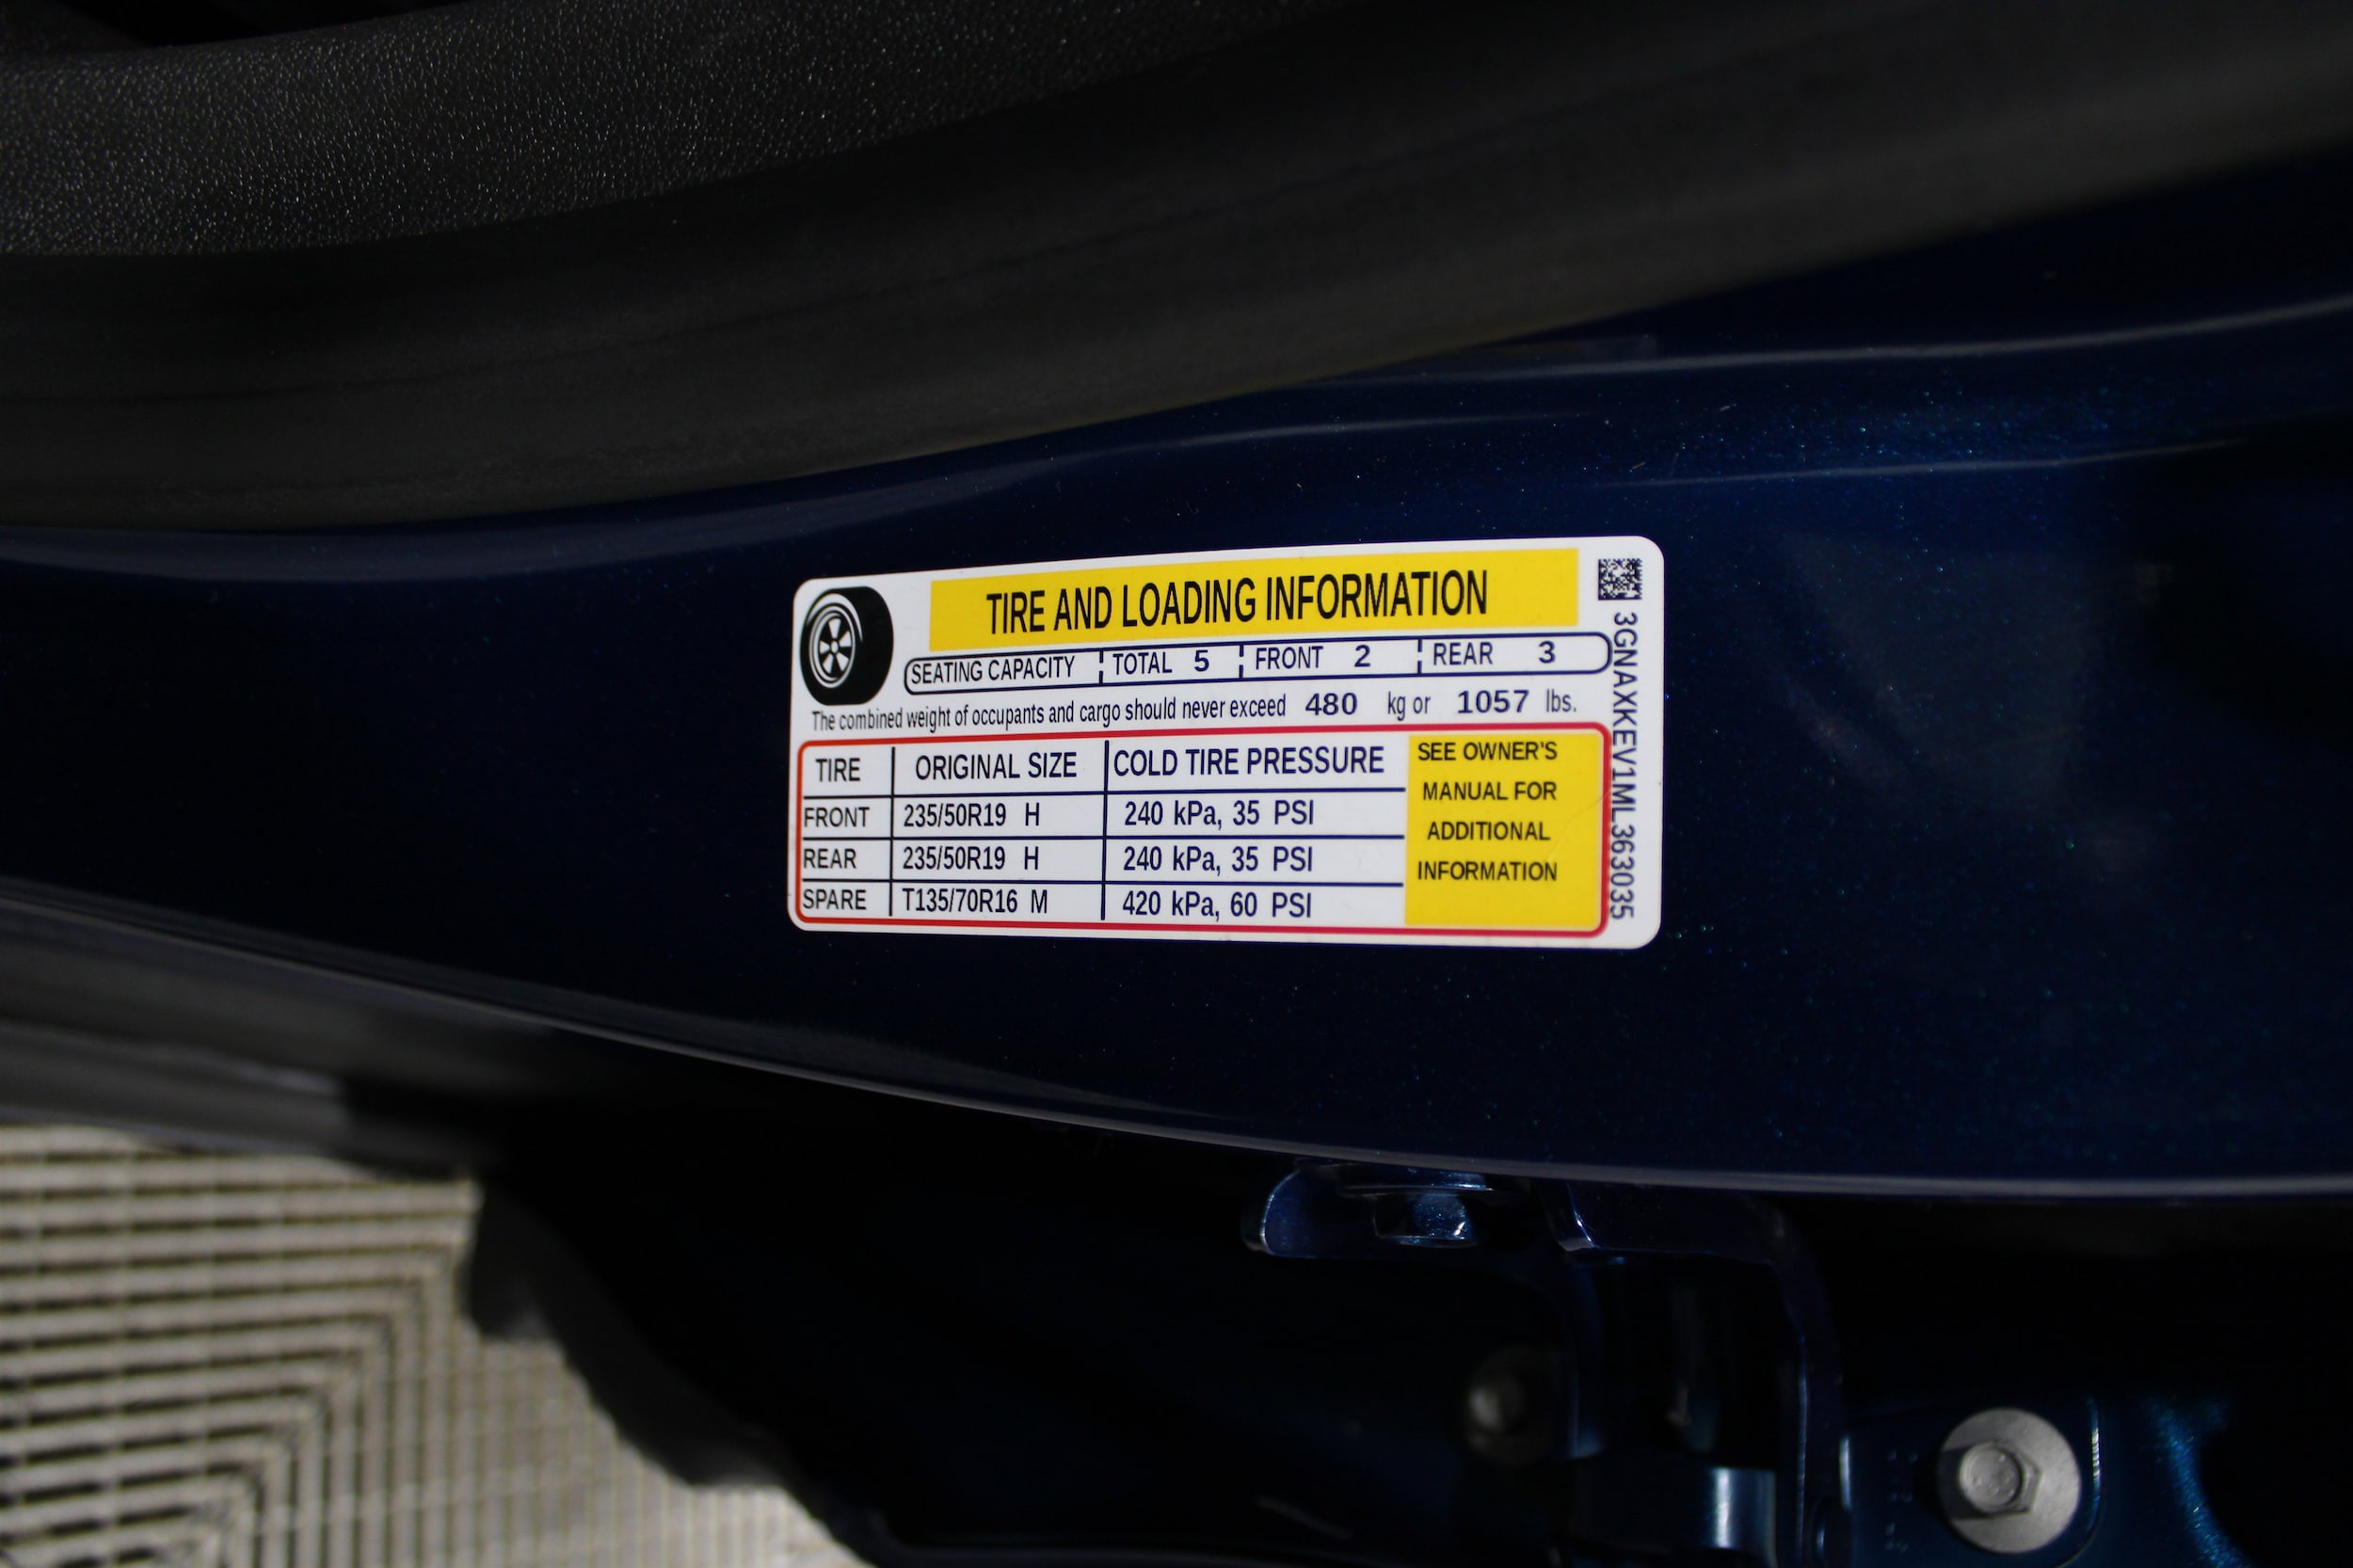 TIRE AND LOADING INFORMATION
SEATING CAPACITY TOTAL 5 FRONT 2 REAR 3
The combined weight of occupants and cargo should never exceed 480 kg or 1057 lbs.
TIRE ORIGINAL SIZE COLD TIRE PRESSURE
FRONT 235/50R19 H 240 kPa, 35 PSI
REAR 235/50R19 H 240 kPa, 35 PSI
SPARE T135/70R16 M 420 kPa, 60 PSI
SEE OWNER'S
MANUAL FOR
ADDITIONAL
INFORMATION
3GNAXKEV1ML363035